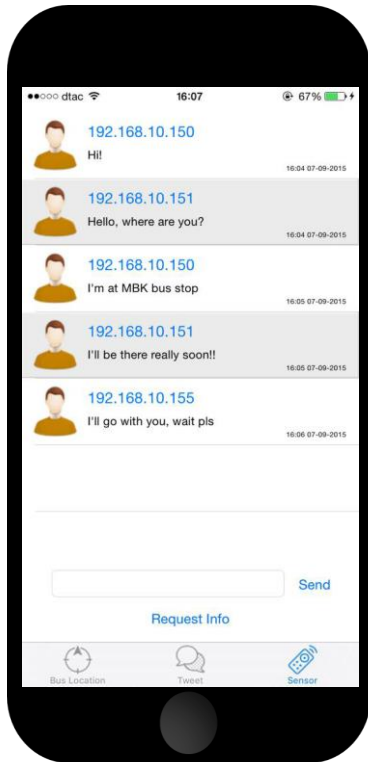 dtac 16:07 67%
192.168.10.150
Hi!
16:04 07-09-2015
192.168.10.151
Hello, where are you?
16:04 07-09-2015
192.168.10.150
I'm at MBK bus stop
16:05 07-09-2015
192.168.10.151
I'll be there really soon!!
16:05 07-09-2015
192.168.10.155
I'll go with you, wait pls
16:06 07-09-2015
Send
Request Info
Bus Location Tweet Sensor